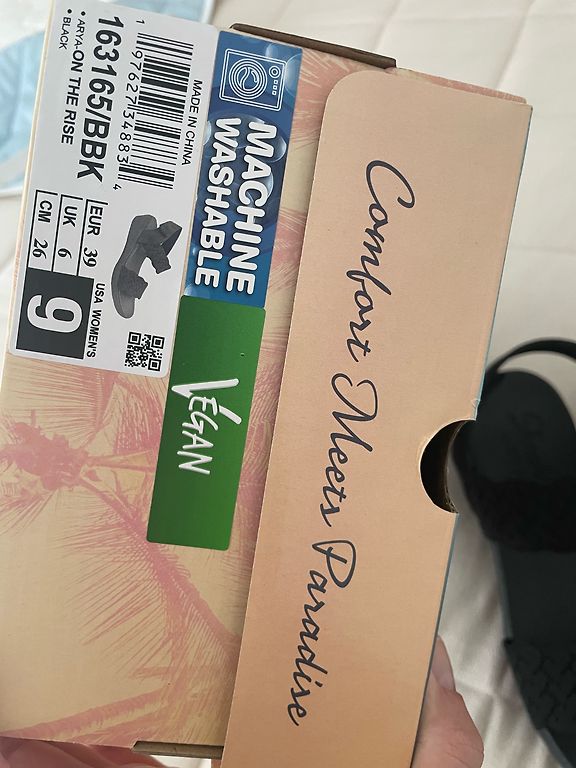 163165/BBK
• ARYA-ON THE RISE
• BLACK
1 97627 34883 4
MADE IN CHINA
EUR 39
UK 6
CM 26
USA WOMEN'S
9
MACHINE
WASHABLE
VEGAN
Comfort Meets Paradise